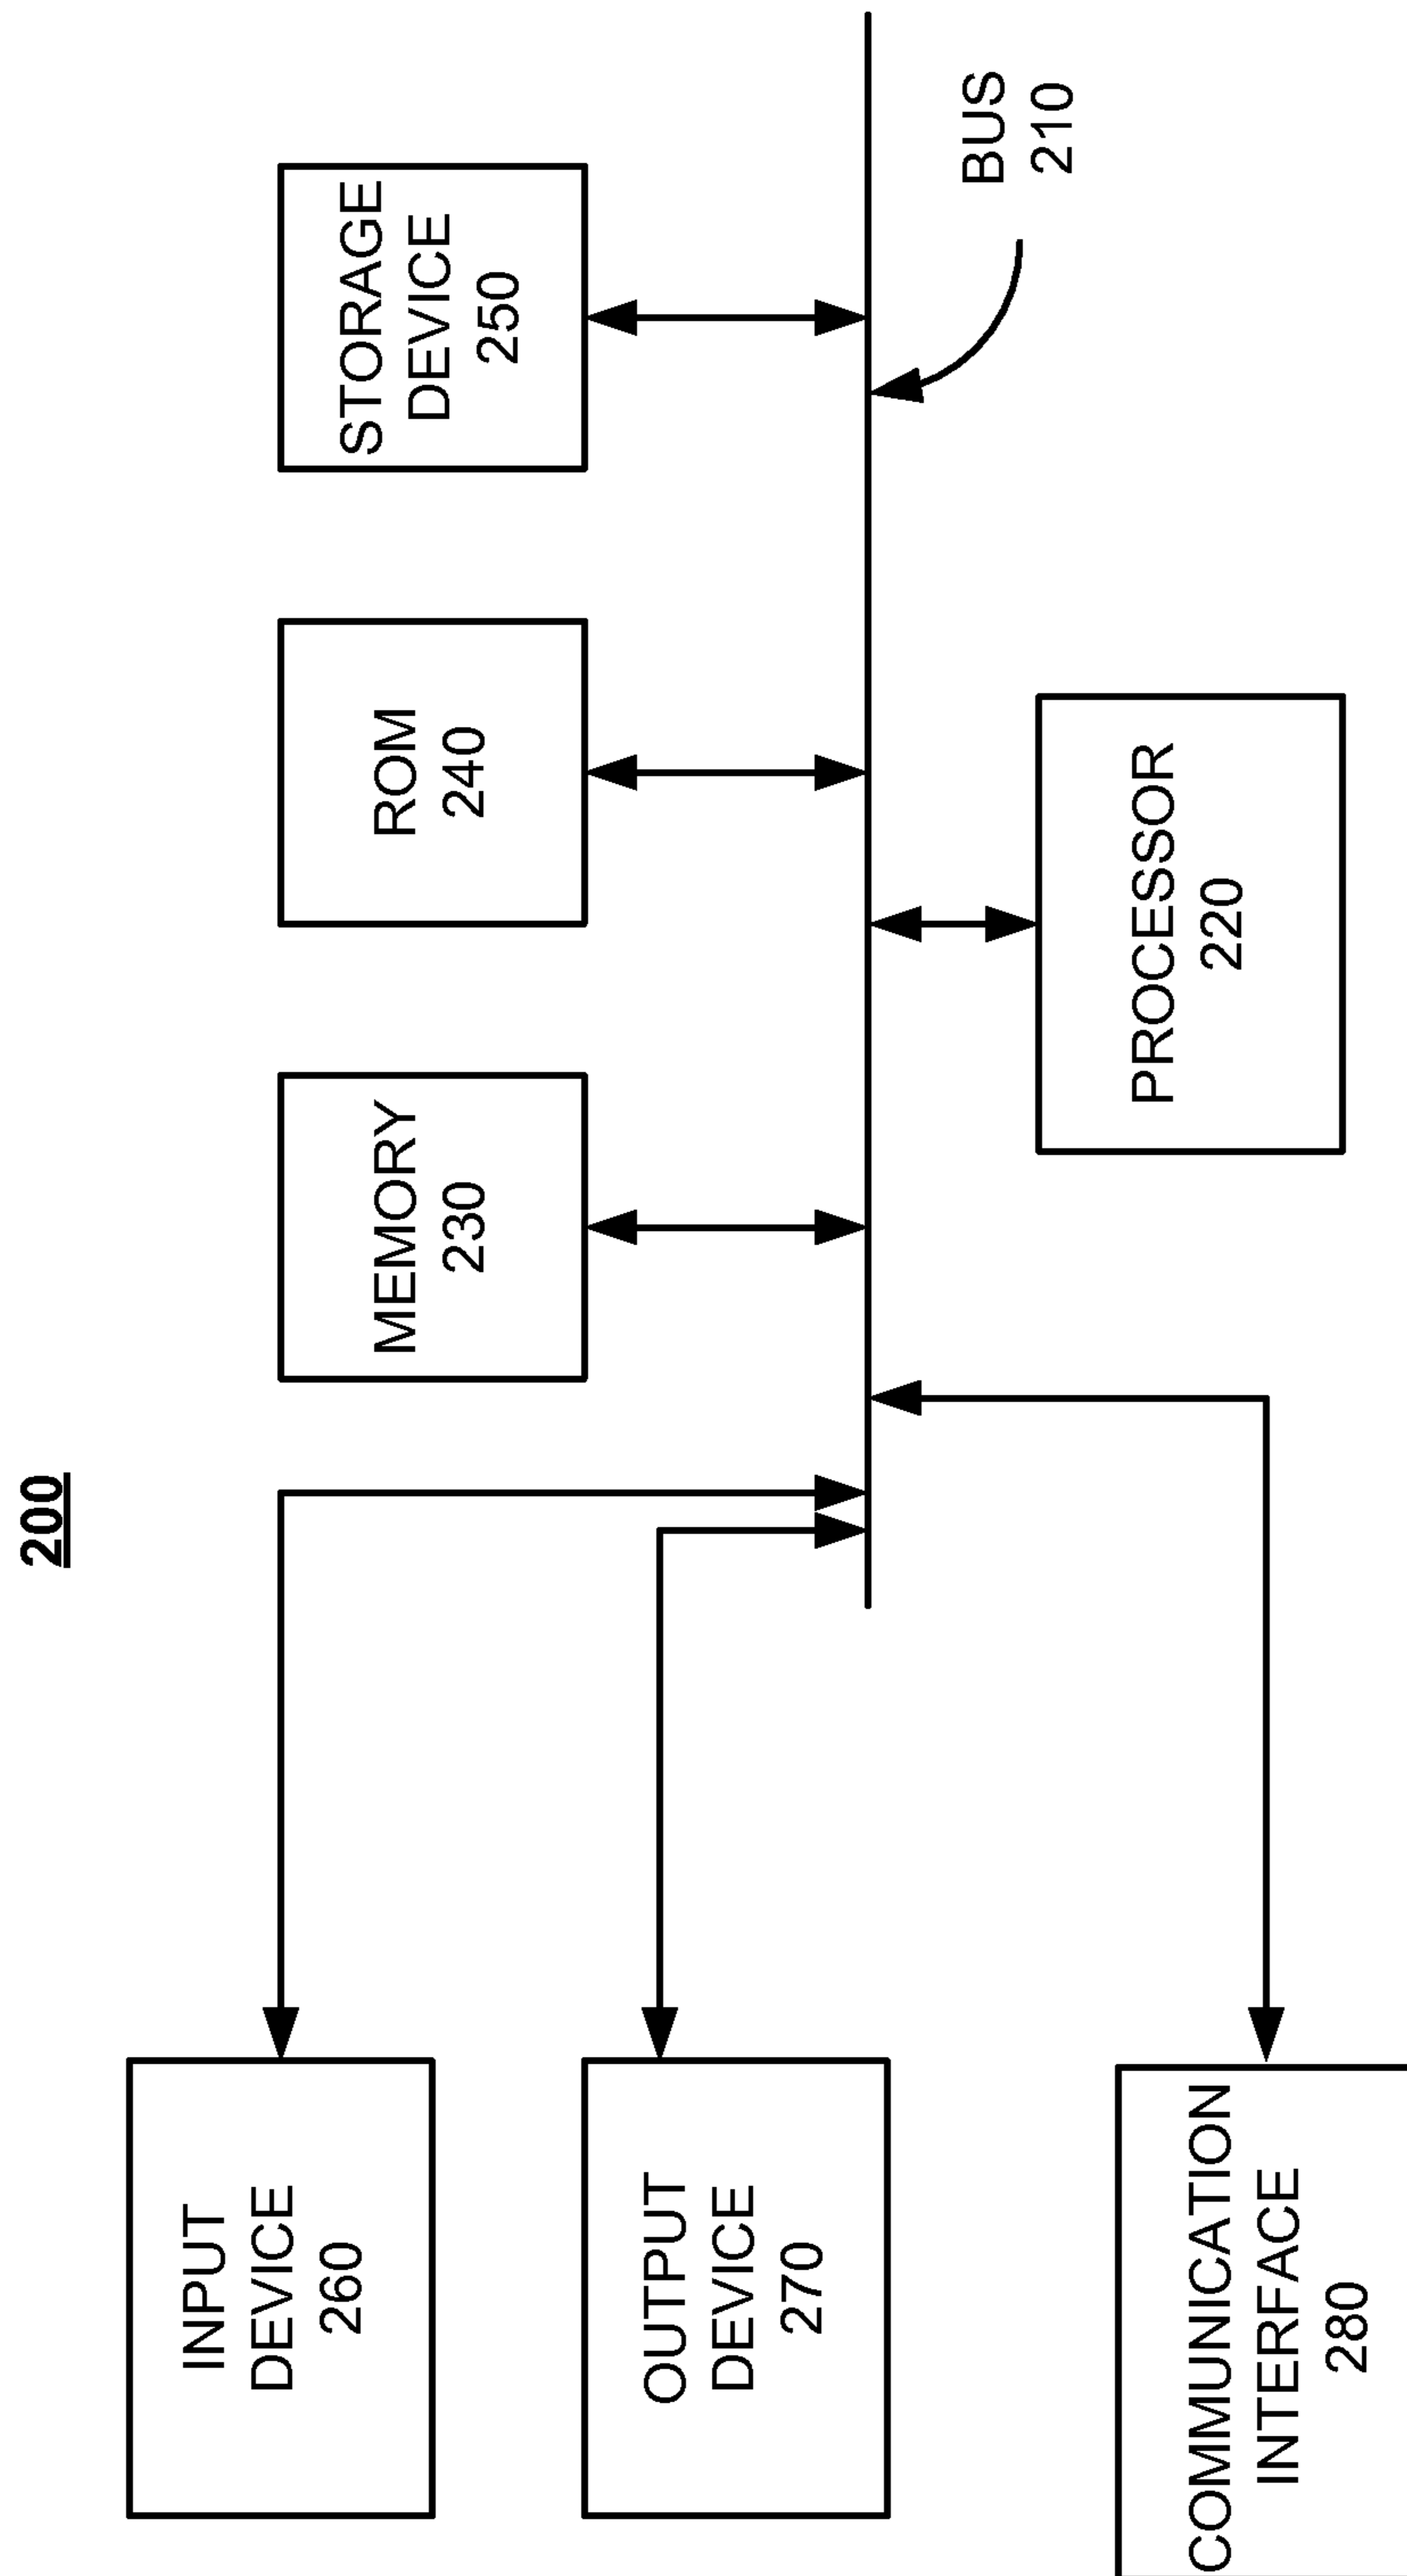 200
INPUT
DEVICE
260
MEMORY
230
ROM
240
STORAGE
DEVICE
250
OUTPUT
DEVICE
270
BUS
210
COMMUNICATION
INTERFACE
280
PROCESSOR
220